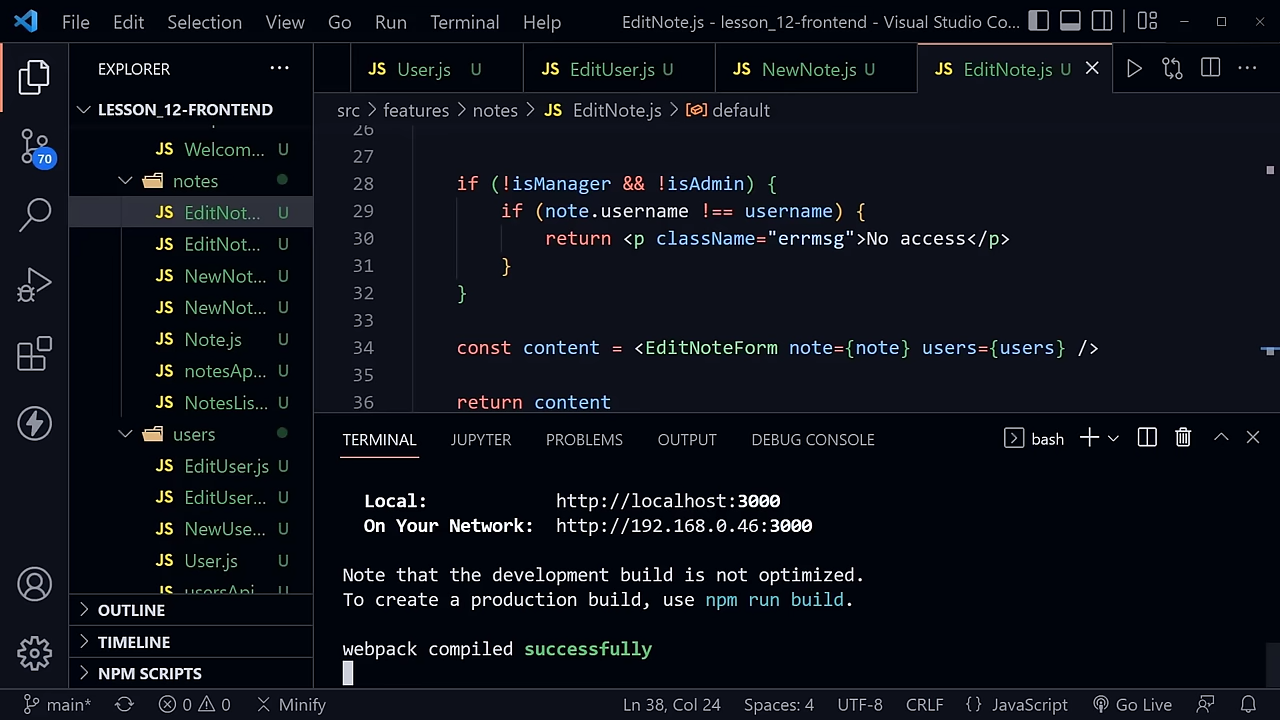 File Edit Selection View Go Run Terminal Help EditNote.js - lesson_12-frontend - Visual Studio Co...
EXPLORER ...
JS User.js U JS EditUser.js U JS NewNote.js U JS EditNote.js U
LESSON_12-FRONTEND
src > features > notes > JS EditNote.js > default
JS Welcom... U
notes
JS EditNot... U
JS EditNot... U
JS NewNot... U
JS NewNot... U
JS Note.js U
JS notesAp... U
JS NotesLis... U
users
JS EditUser.js U
JS EditUser... U
JS NewUse... U
JS User.js U
JS usersApi
OUTLINE
TIMELINE
NPM SCRIPTS
70
26
27
28 if (!isManager && !isAdmin) {
29 if (note.username !== username) {
30 return <p className="errmsg">No access</p>
31 }
32 }
33
34 const content = <EditNoteForm note={note} users={users} />
35
36 return content
TERMINAL JUPYTER PROBLEMS OUTPUT DEBUG CONSOLE bash
Local: http://localhost:3000
On Your Network: http://192.168.0.46:3000
Note that the development build is not optimized.
To create a production build, use npm run build.
webpack compiled successfully
main* 0 0 Minify Ln 38, Col 24 Spaces: 4 UTF-8 CRLF {} JavaScript Go Live